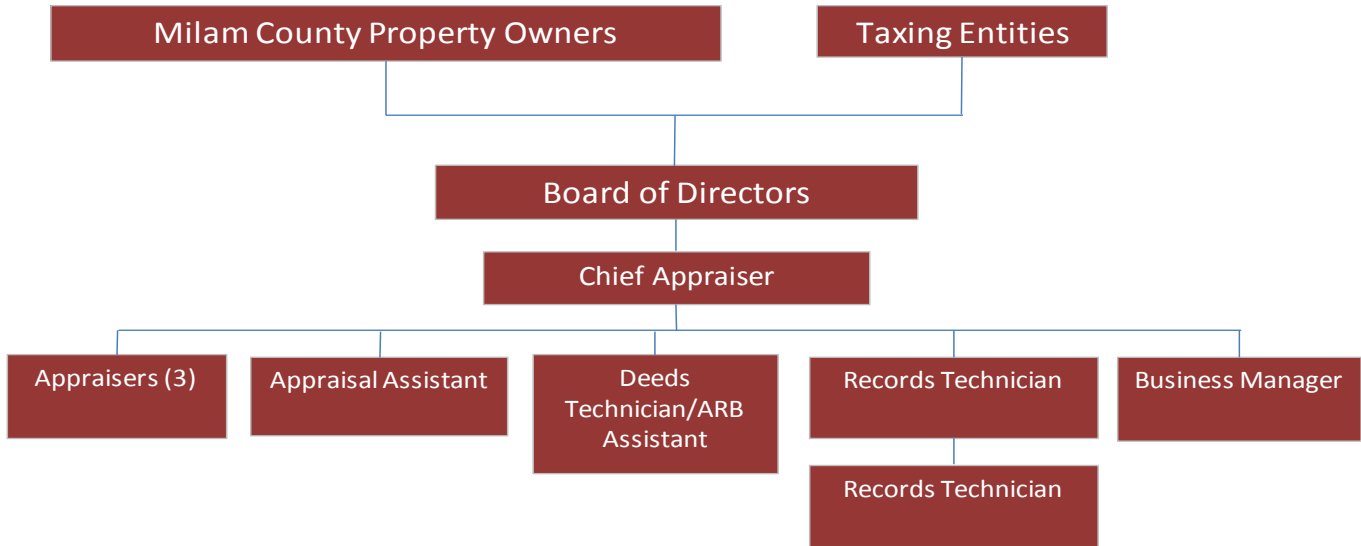 Milam County Property Owners
Taxing Entities
Board of Directors
Chief Appraiser
Appraisers (3)
Appraisal Assistant
Deeds
Technician/ARB
Assistant
Records Technician
Business Manager
Records Technician